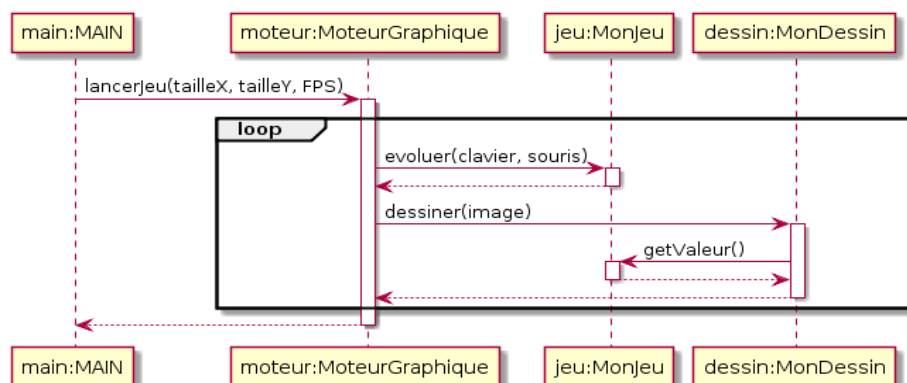 main:MAIN moteur:MoteurGraphique jeu:MonJeu dessin:MonDessin
lancerJeu(tailleX, tailleY, FPS)
loop
evoluer(clavier, souris)
dessiner(image)
getValeur()
main:MAIN moteur:MoteurGraphique jeu:MonJeu dessin:MonDessin